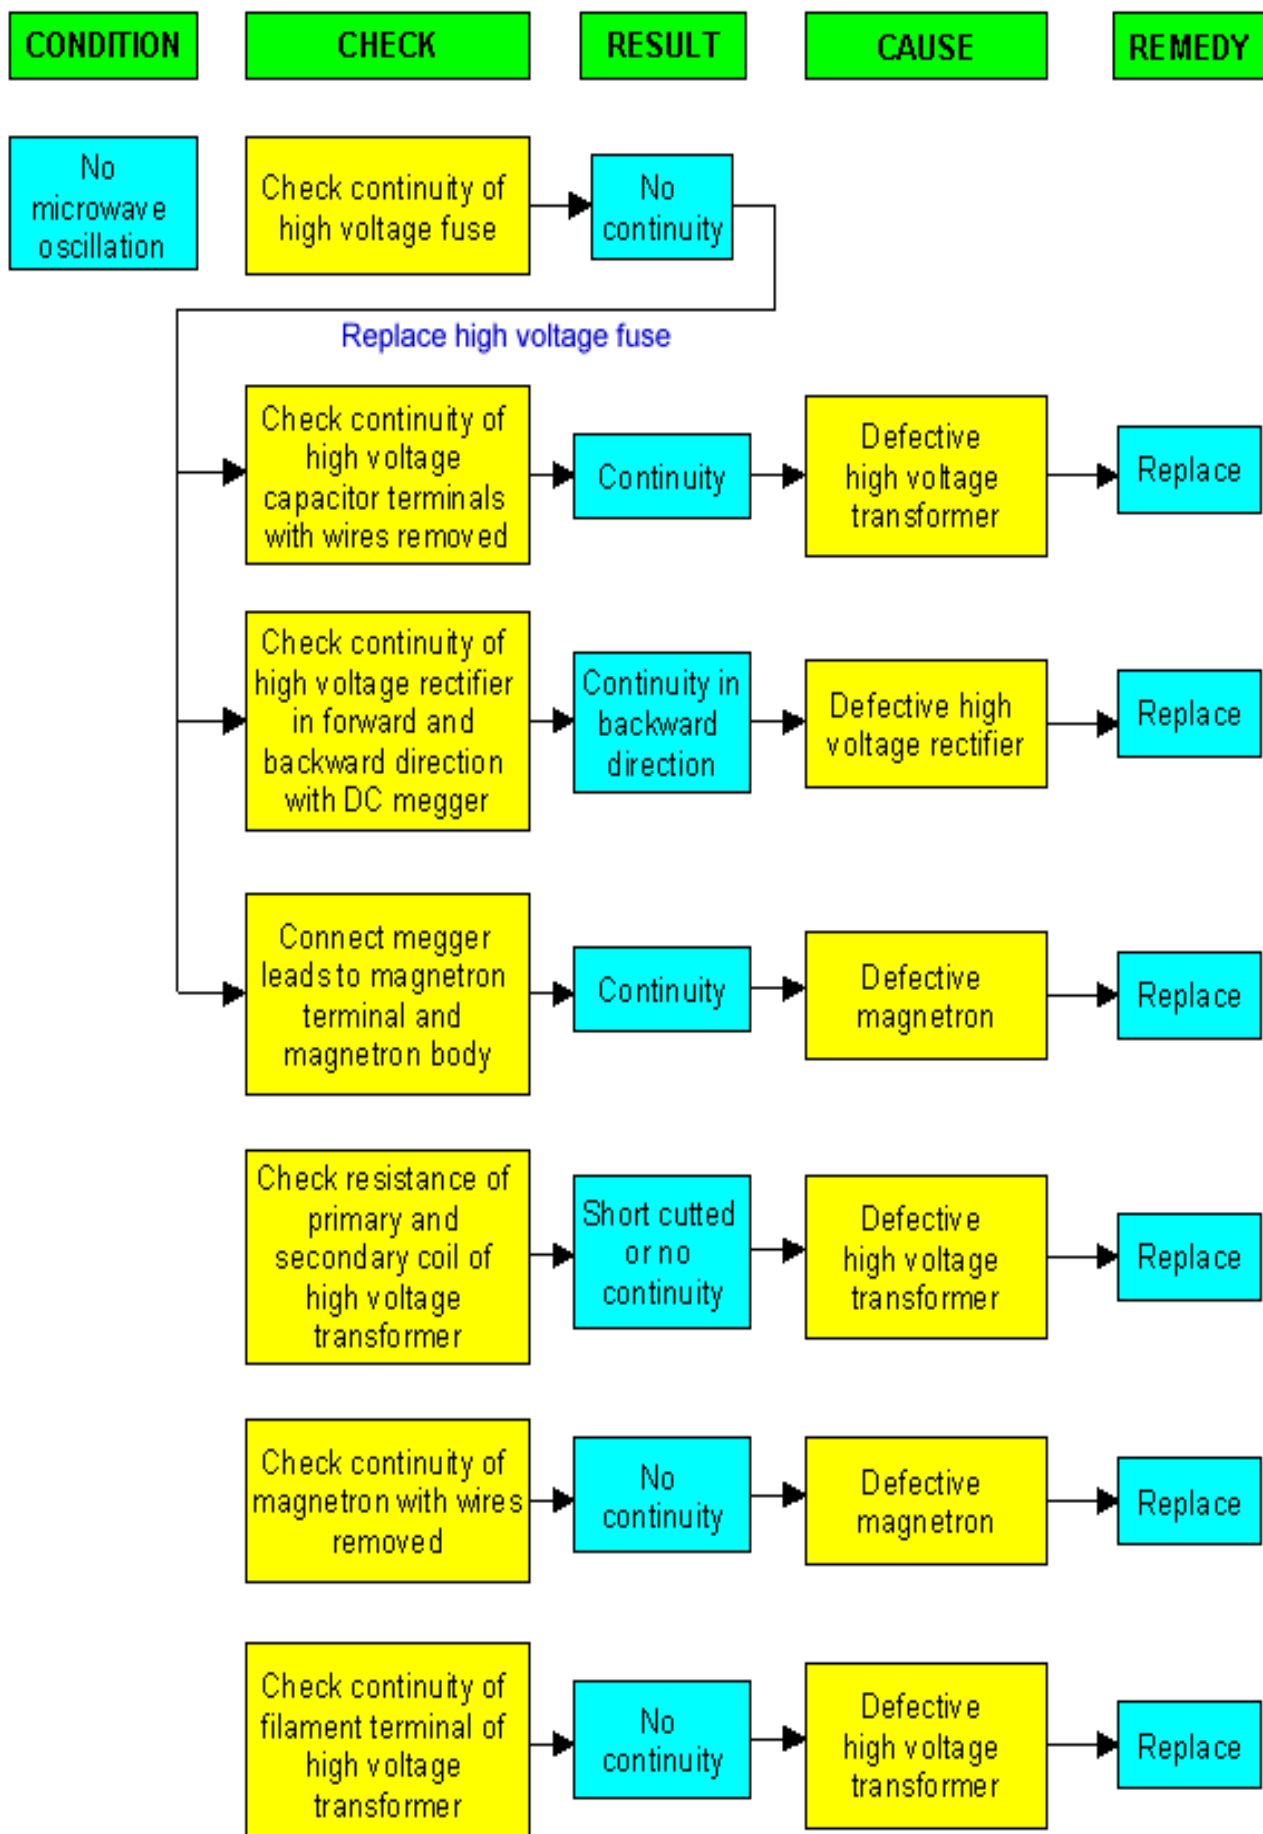 CONDITION
CHECK
RESULT
CAUSE
REMEDY
No
microwave
oscillation
Check continuity of
high voltage fuse
No
continuity
Replace high voltage fuse
Check continuity of
high voltage
capacitor terminals
with wires removed
Continuity
Defective
high voltage
transformer
Replace
Check continuity of
high voltage rectifier
in forward and
backward direction
with DC megger
Continuity in
backward
direction
Defective high
voltage rectifier
Replace
Connect megger
leads to magnetron
terminal and
magnetron body
Continuity
Defective
magnetron
Replace
Check resistance of
primary and
secondary coil of
high voltage
transformer
Short cutted
or no
continuity
Defective
high voltage
transformer
Replace
Check continuity of
magnetron with wires
removed
No
continuity
Defective
magnetron
Replace
Check continuity of
filament terminal of
high voltage
transformer
No
continuity
Defective
high voltage
transformer
Replace